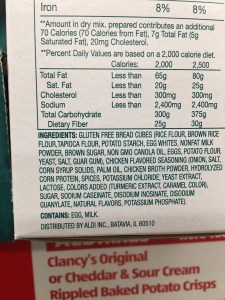 Iron 8% 8%
**Amount in dry mix, prepared contributes an additional
70 Calories (70 Calories from Fat), 7g Total Fat (5g
Saturated Fat), 20mg Cholesterol.
**Percent Daily Values are based on a 2,000 calorie diet.
Calories: 2,000 2,500
Total Fat Less than 65g 80g
Sat. Fat Less than 20g 25g
Cholesterol Less than 300mg 300mg
Sodium Less than 2,400mg 2,400mg
Total Carbohydrate 300g 375g
Dietary Fiber 25g 30g
INGREDIENTS: GLUTEN FREE BREAD CUBES (RICE FLOUR, BROWN RICE
FLOUR, TAPIOCA FLOUR, POTATO STARCH, EGG WHITES, NONFAT MILK
POWDER, BROWN SUGAR, NON GMO CANOLA OIL, EGGS, POTATO FLOUR,
YEAST, SALT, GUAR GUM), CHICKEN FLAVORED SEASONING (ONION, SALT,
CORN SYRUP SOLIDS, PALM OIL, CHICKEN BROTH POWDER, HYDROLYZED
CORN PROTEIN, SPICES, POTASSIUM CHLORIDE, YEAST EXTRACT,
LACTOSE, COLORS ADDED (TURMERIC EXTRACT, CARAMEL COLOR),
SUGAR, SODIUM CASEINATE, DISODIUM INOSINATE, DISODIUM
GUANYLATE, NATURAL FLAVORS, POTASSIUM PHOSPHATE).
CONTAINS: EGG, MILK.
DISTRIBUTED BY ALDI INC., BATAVIA, IL 60510
Clancy's Original
or Cheddar & Sour Cream
Rippled Baked Potato Crisps